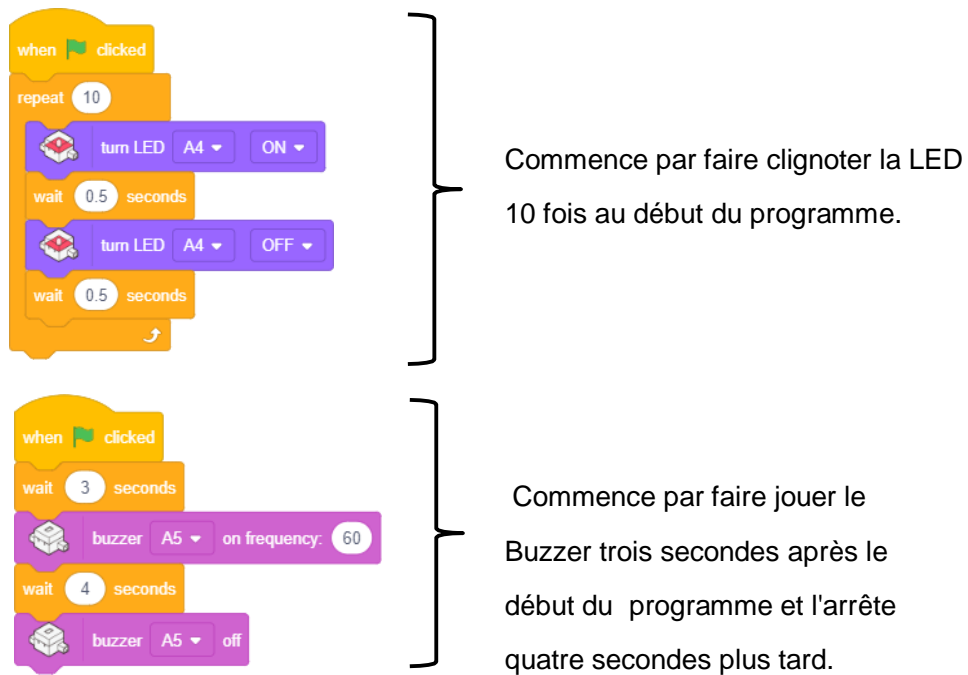 when clicked
repeat 10
turn LED A4 ON
wait 0.5 seconds
turn LED A4 OFF
wait 0.5 seconds
Commence par faire clignoter la LED
10 fois au début du programme.
when clicked
wait 3 seconds
buzzer A5 on frequency: 60
wait 4 seconds
buzzer A5 off
Commence par faire jouer le
Buzzer trois secondes après le
début du programme et l'arrête
quatre secondes plus tard.